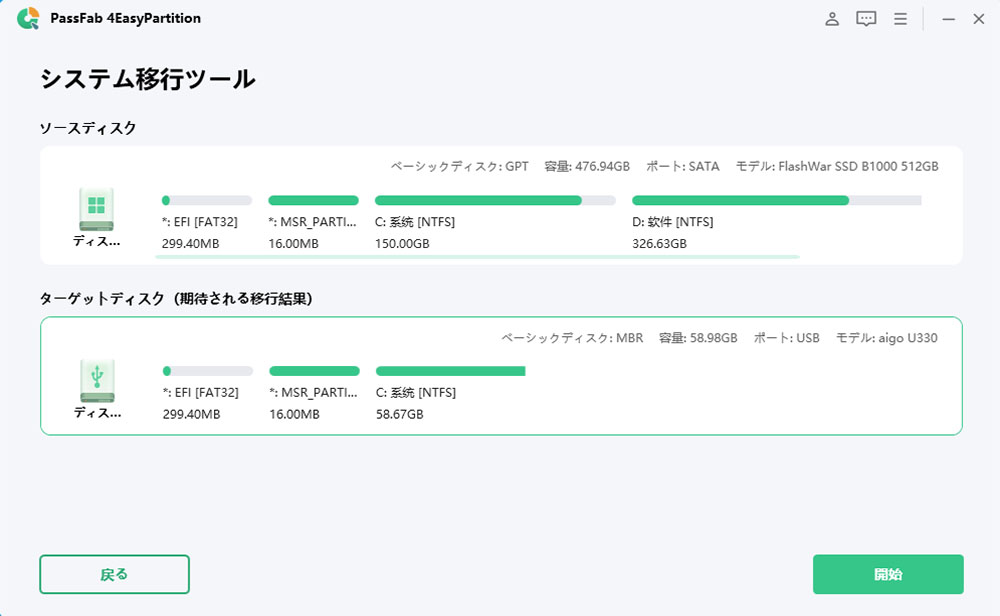 PassFab 4EasyPartition
システム移行ツール
ソースディスク
ベーシックディスク: GPT 容量: 476.94GB ポート: SATA モデル: FlashWar SSD B1000 512GB
*: EFI [FAT32] *: MSR_PARTI... C: 系统 [NTFS] D: 软件 [NTFS]
ディス... 299.40MB 16.00MB 150.00GB 326.63GB
ターゲットディスク（期待される移行結果）
ベーシックディスク: MBR 容量: 58.98GB ポート: USB モデル: aigo U330
*: EFI [FAT32] *: MSR_PARTI... C: 系统 [NTFS]
ディス... 299.40MB 16.00MB 58.67GB
戻る 開始